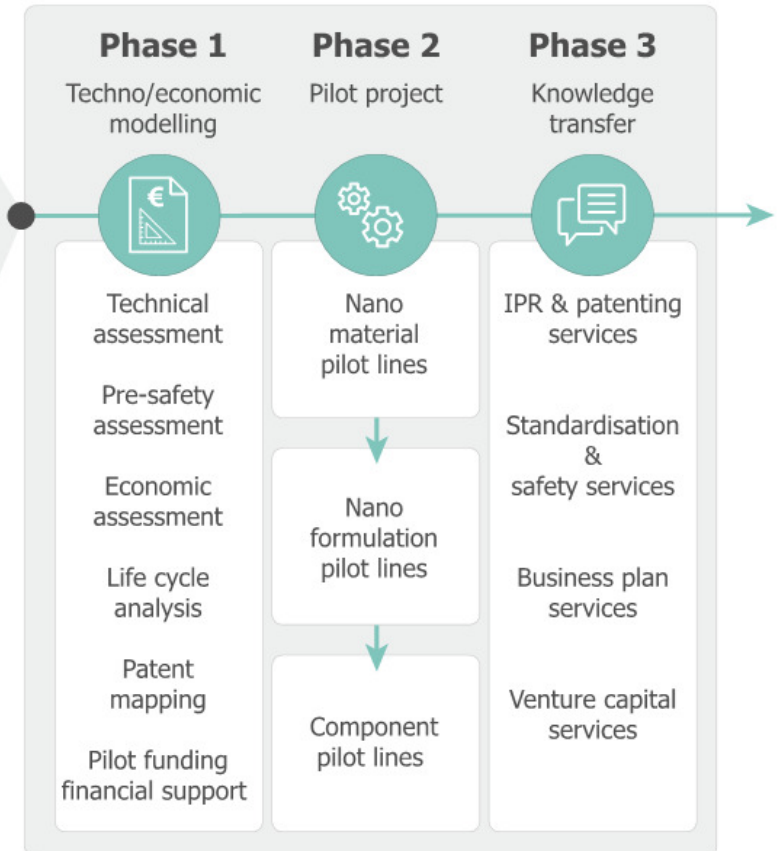 Phase 1
Techno/economic
modelling
€
Technical
assessment
Pre-safety
assessment
Economic
assessment
Life cycle
analysis
Patent
mapping
Pilot funding
financial support
Phase 2
Pilot project
Nano
material
pilot lines
Nano
formulation
pilot lines
Component
pilot lines
Phase 3
Knowledge
transfer
IPR & patenting
services
Standardisation
&
safety services
Business plan
services
Venture capital
services